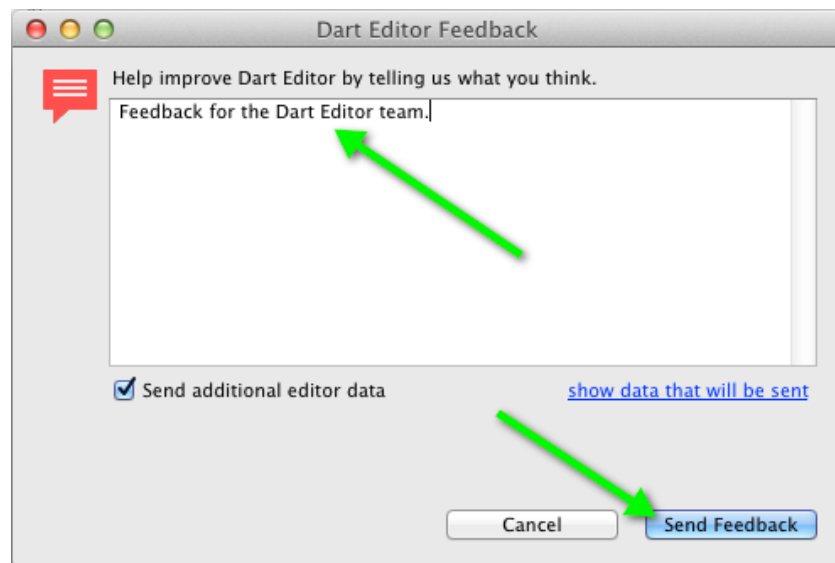 Dart Editor Feedback
Help improve Dart Editor by telling us what you think.
Feedback for the Dart Editor team.
Send additional editor data
show data that will be sent
Cancel
Send Feedback